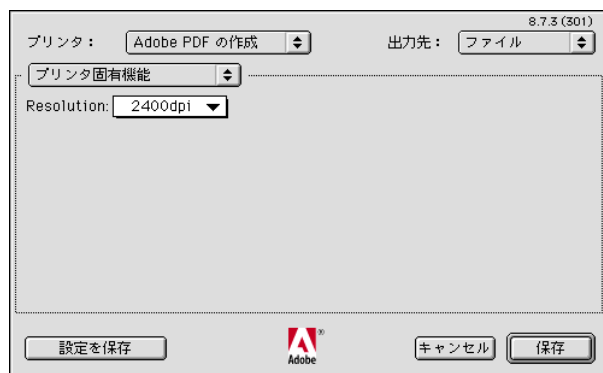 8.7.3 (301)
プリンタ： Adobe PDF の作成 出力先： ファイル
プリンタ固有機能
Resolution: 2400dpi
設定を保存 Adobe キャンセル 保存